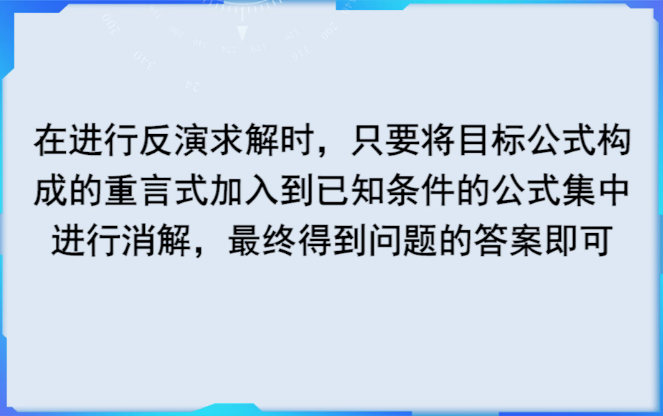 在进行反演求解时，只要将目标公式构
成的重言式加入到已知条件的公式集中
进行消解，最终得到问题的答案即可